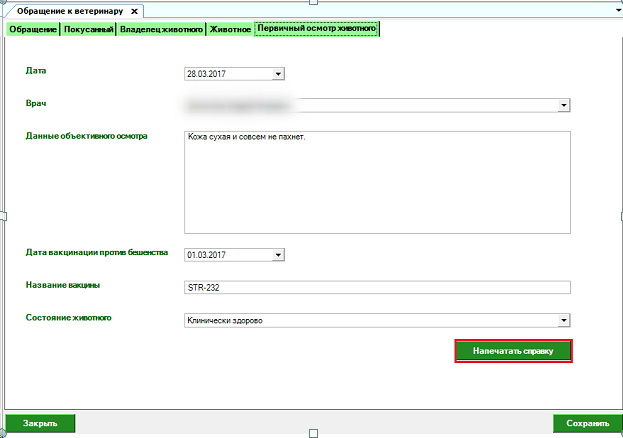 Обращение к ветеринару
Обращение Покусанный Владелец животного Животное Первичный осмотр животного
Дата 28.03.2017
Врач
Данные объективного осмотра Кожа сухая и совсем не пахнет.
Дата вакцинации против бешенства 01.03.2017
Название вакцины STR-232
Состояние животного Клинически здорово
Напечатать справку
Закрыть Сохранить